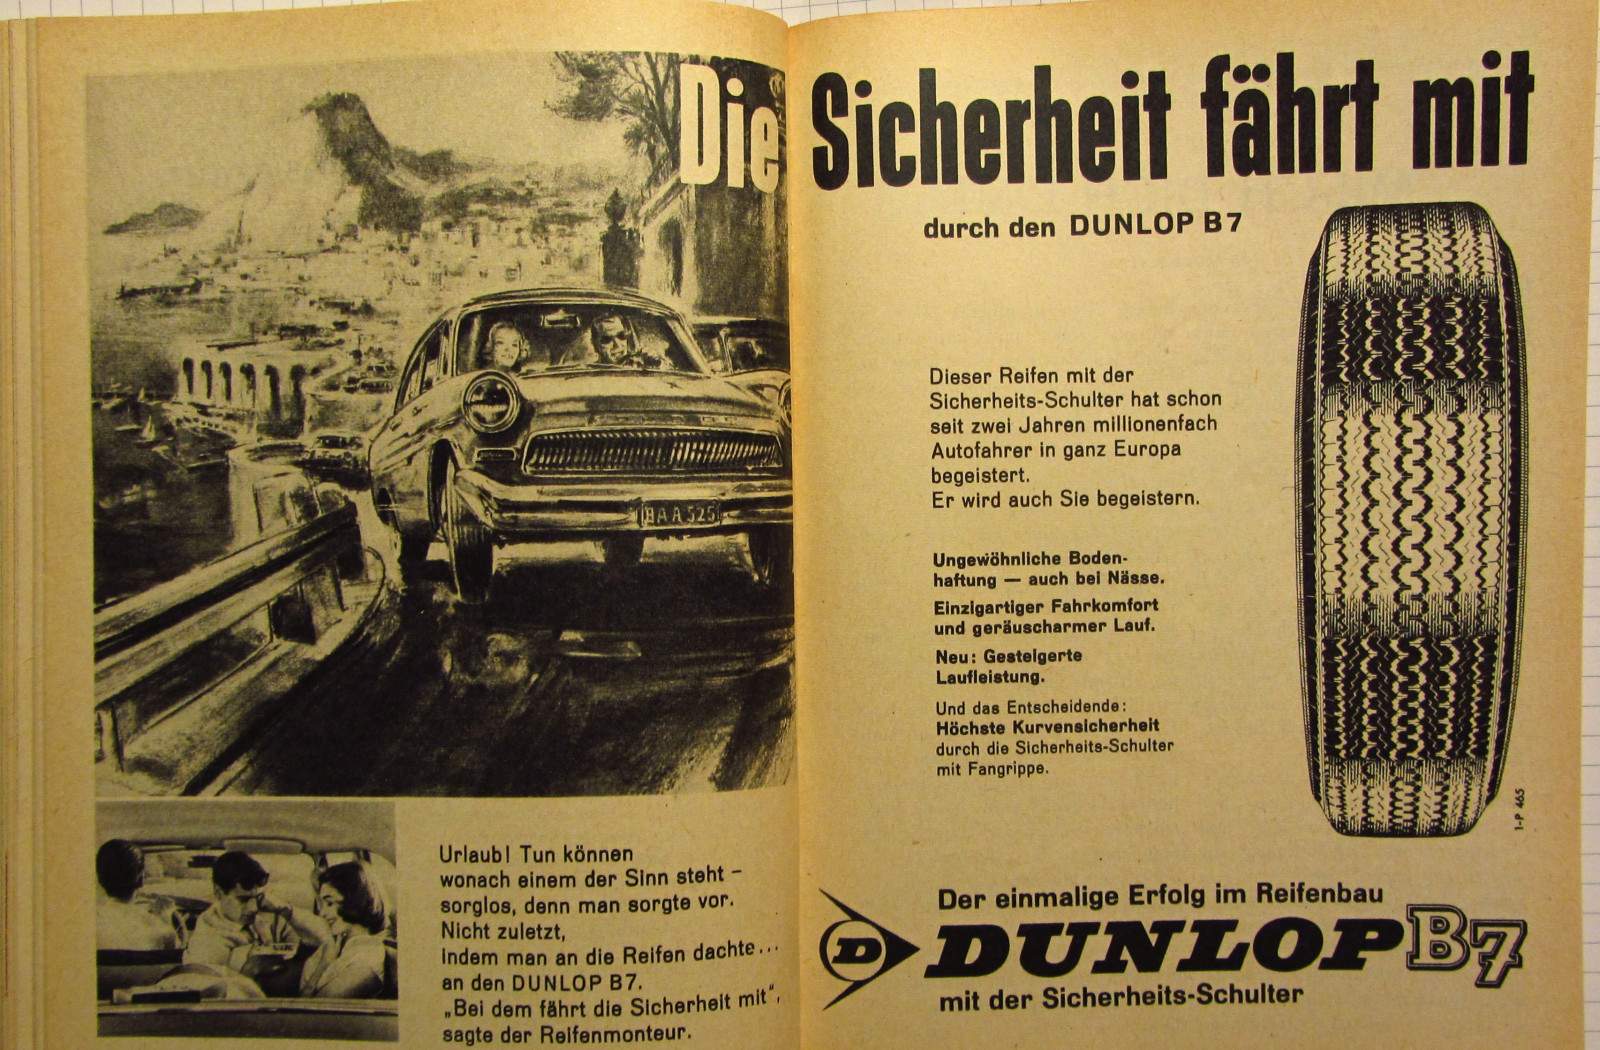 Die Sicherheit fährt mit
durch den DUNLOP B7
BAA525
Dieser Reifen mit der
Sicherheits-Schulter hat schon
seit zwei Jahren millionenfach
Autofahrer in ganz Europa
begeistert.
Er wird auch Sie begeistern.
Ungewöhnliche Boden-
haftung — auch bei Nässe.
Einzigartiger Fahrkomfort
und geräuscharmer Lauf.
Neu: Gesteigerte
Laufleistung.
Und das Entscheidende:
Höchste Kurvensicherheit
durch die Sicherheits-Schulter
mit Fangrippe.
1-P 465
Urlaub! Tun können
wonach einem der Sinn steht –
sorglos, denn man sorgte vor.
Nicht zuletzt,
indem man an die Reifen dachte...
an den DUNLOP B7.
„Bei dem fährt die Sicherheit mit“,
sagte der Reifenmonteur.
Der einmalige Erfolg im Reifenbau
D DUNLOP B7
mit der Sicherheits-Schulter